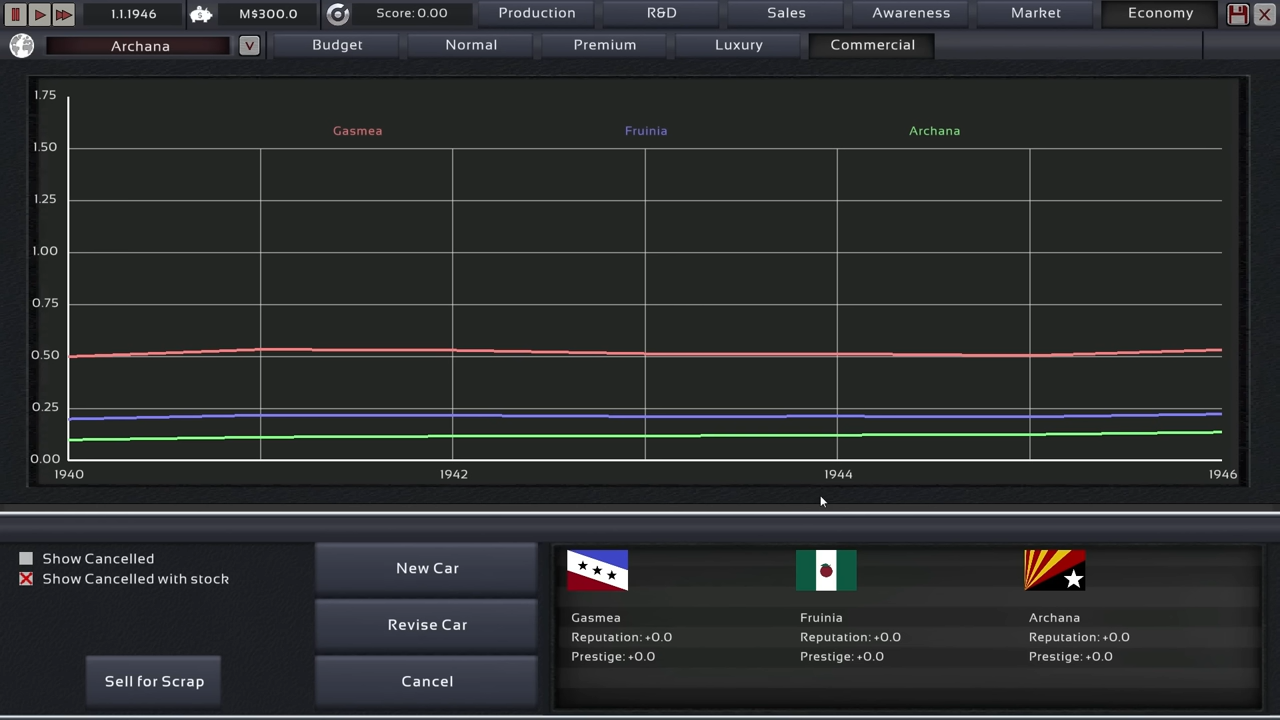 1.1.1946 M$300.0 Score: 0.00 Production R&D Sales Awareness Market Economy
Archana V Budget Normal Premium Luxury Commercial
1.75
Gasmea Fruinia Archana
1.50
1.25
1.00
0.75
0.50
0.25
0.00
1940 1942 1944 1946
Show Cancelled
Show Cancelled with stock
Sell for Scrap
New Car
Revise Car
Cancel
Gasmea
Reputation: +0.0
Prestige: +0.0
Fruinia
Reputation: +0.0
Prestige: +0.0
Archana
Reputation: +0.0
Prestige: +0.0